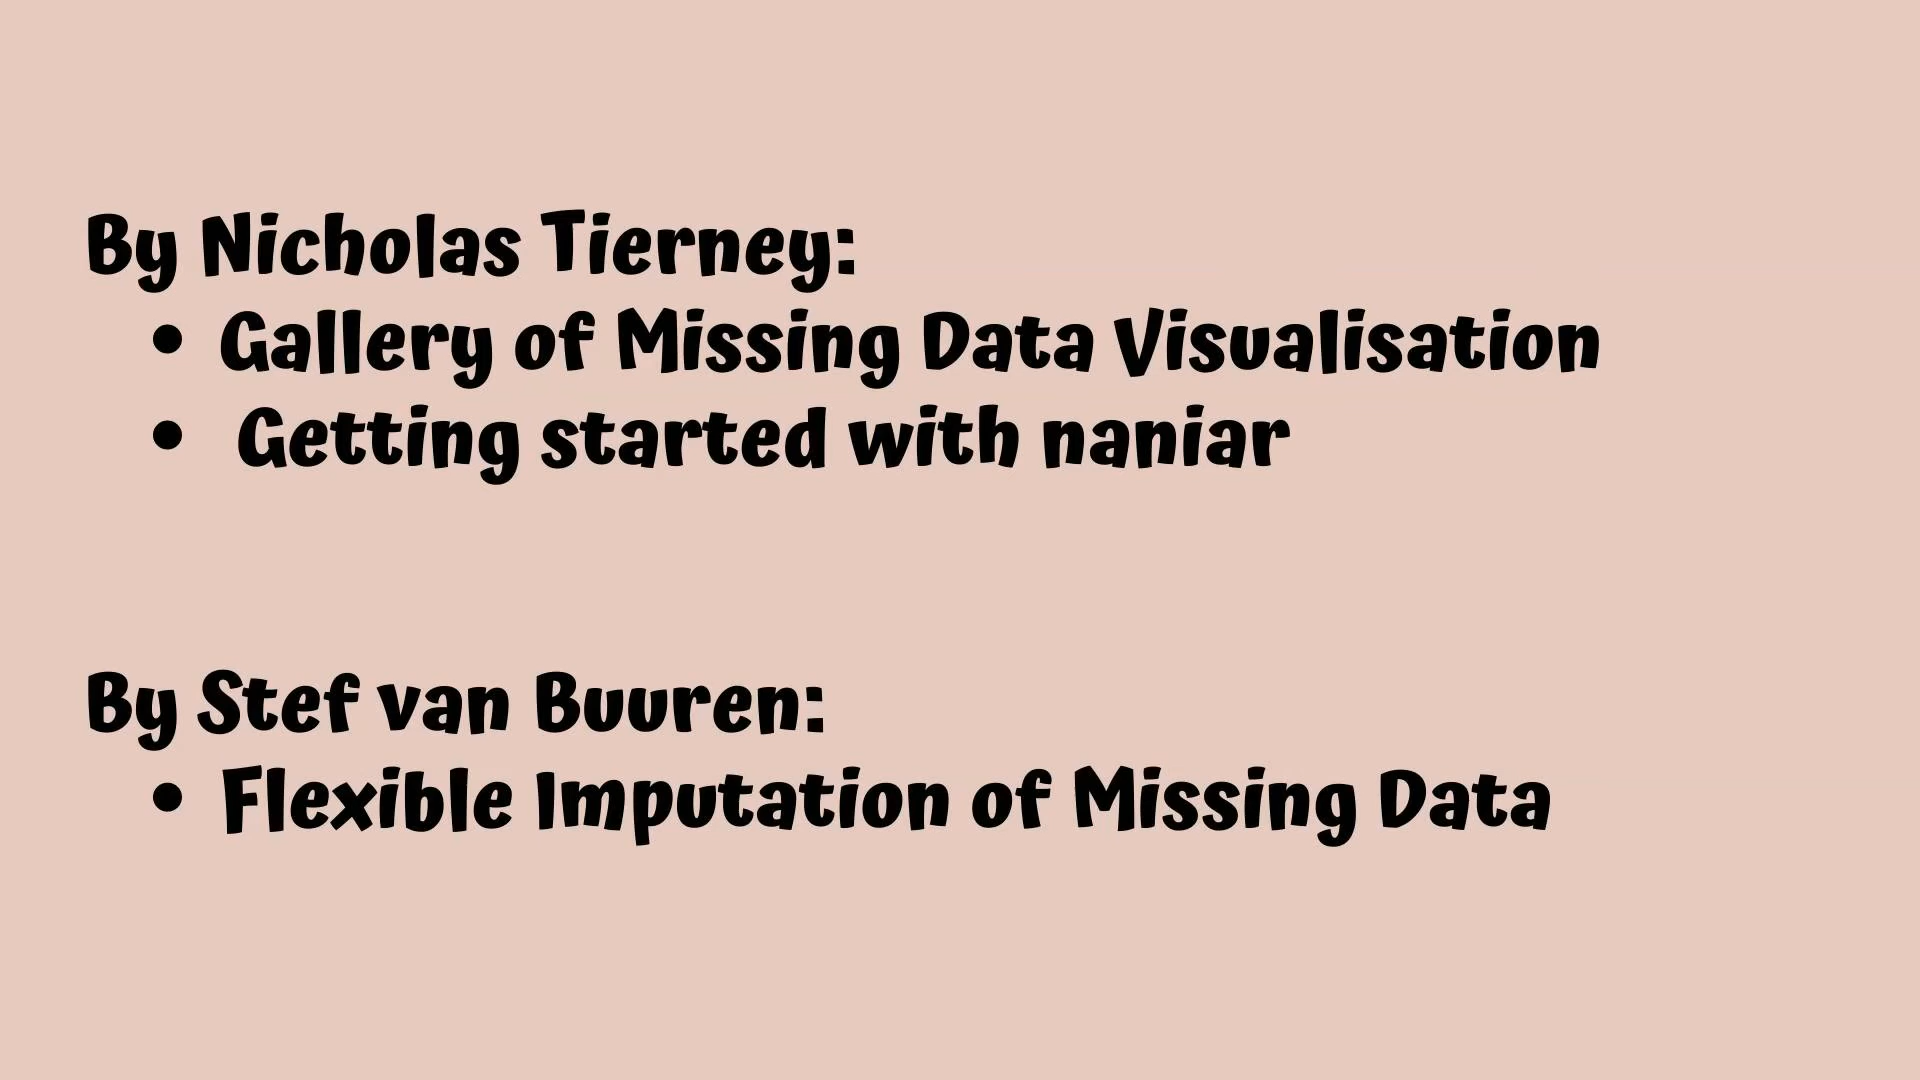 By Nicholas Tierney:
• Gallery of Missing Data Visualisation
• Getting started with naniar
By Stef van Buuren:
• Flexible Imputation of Missing Data